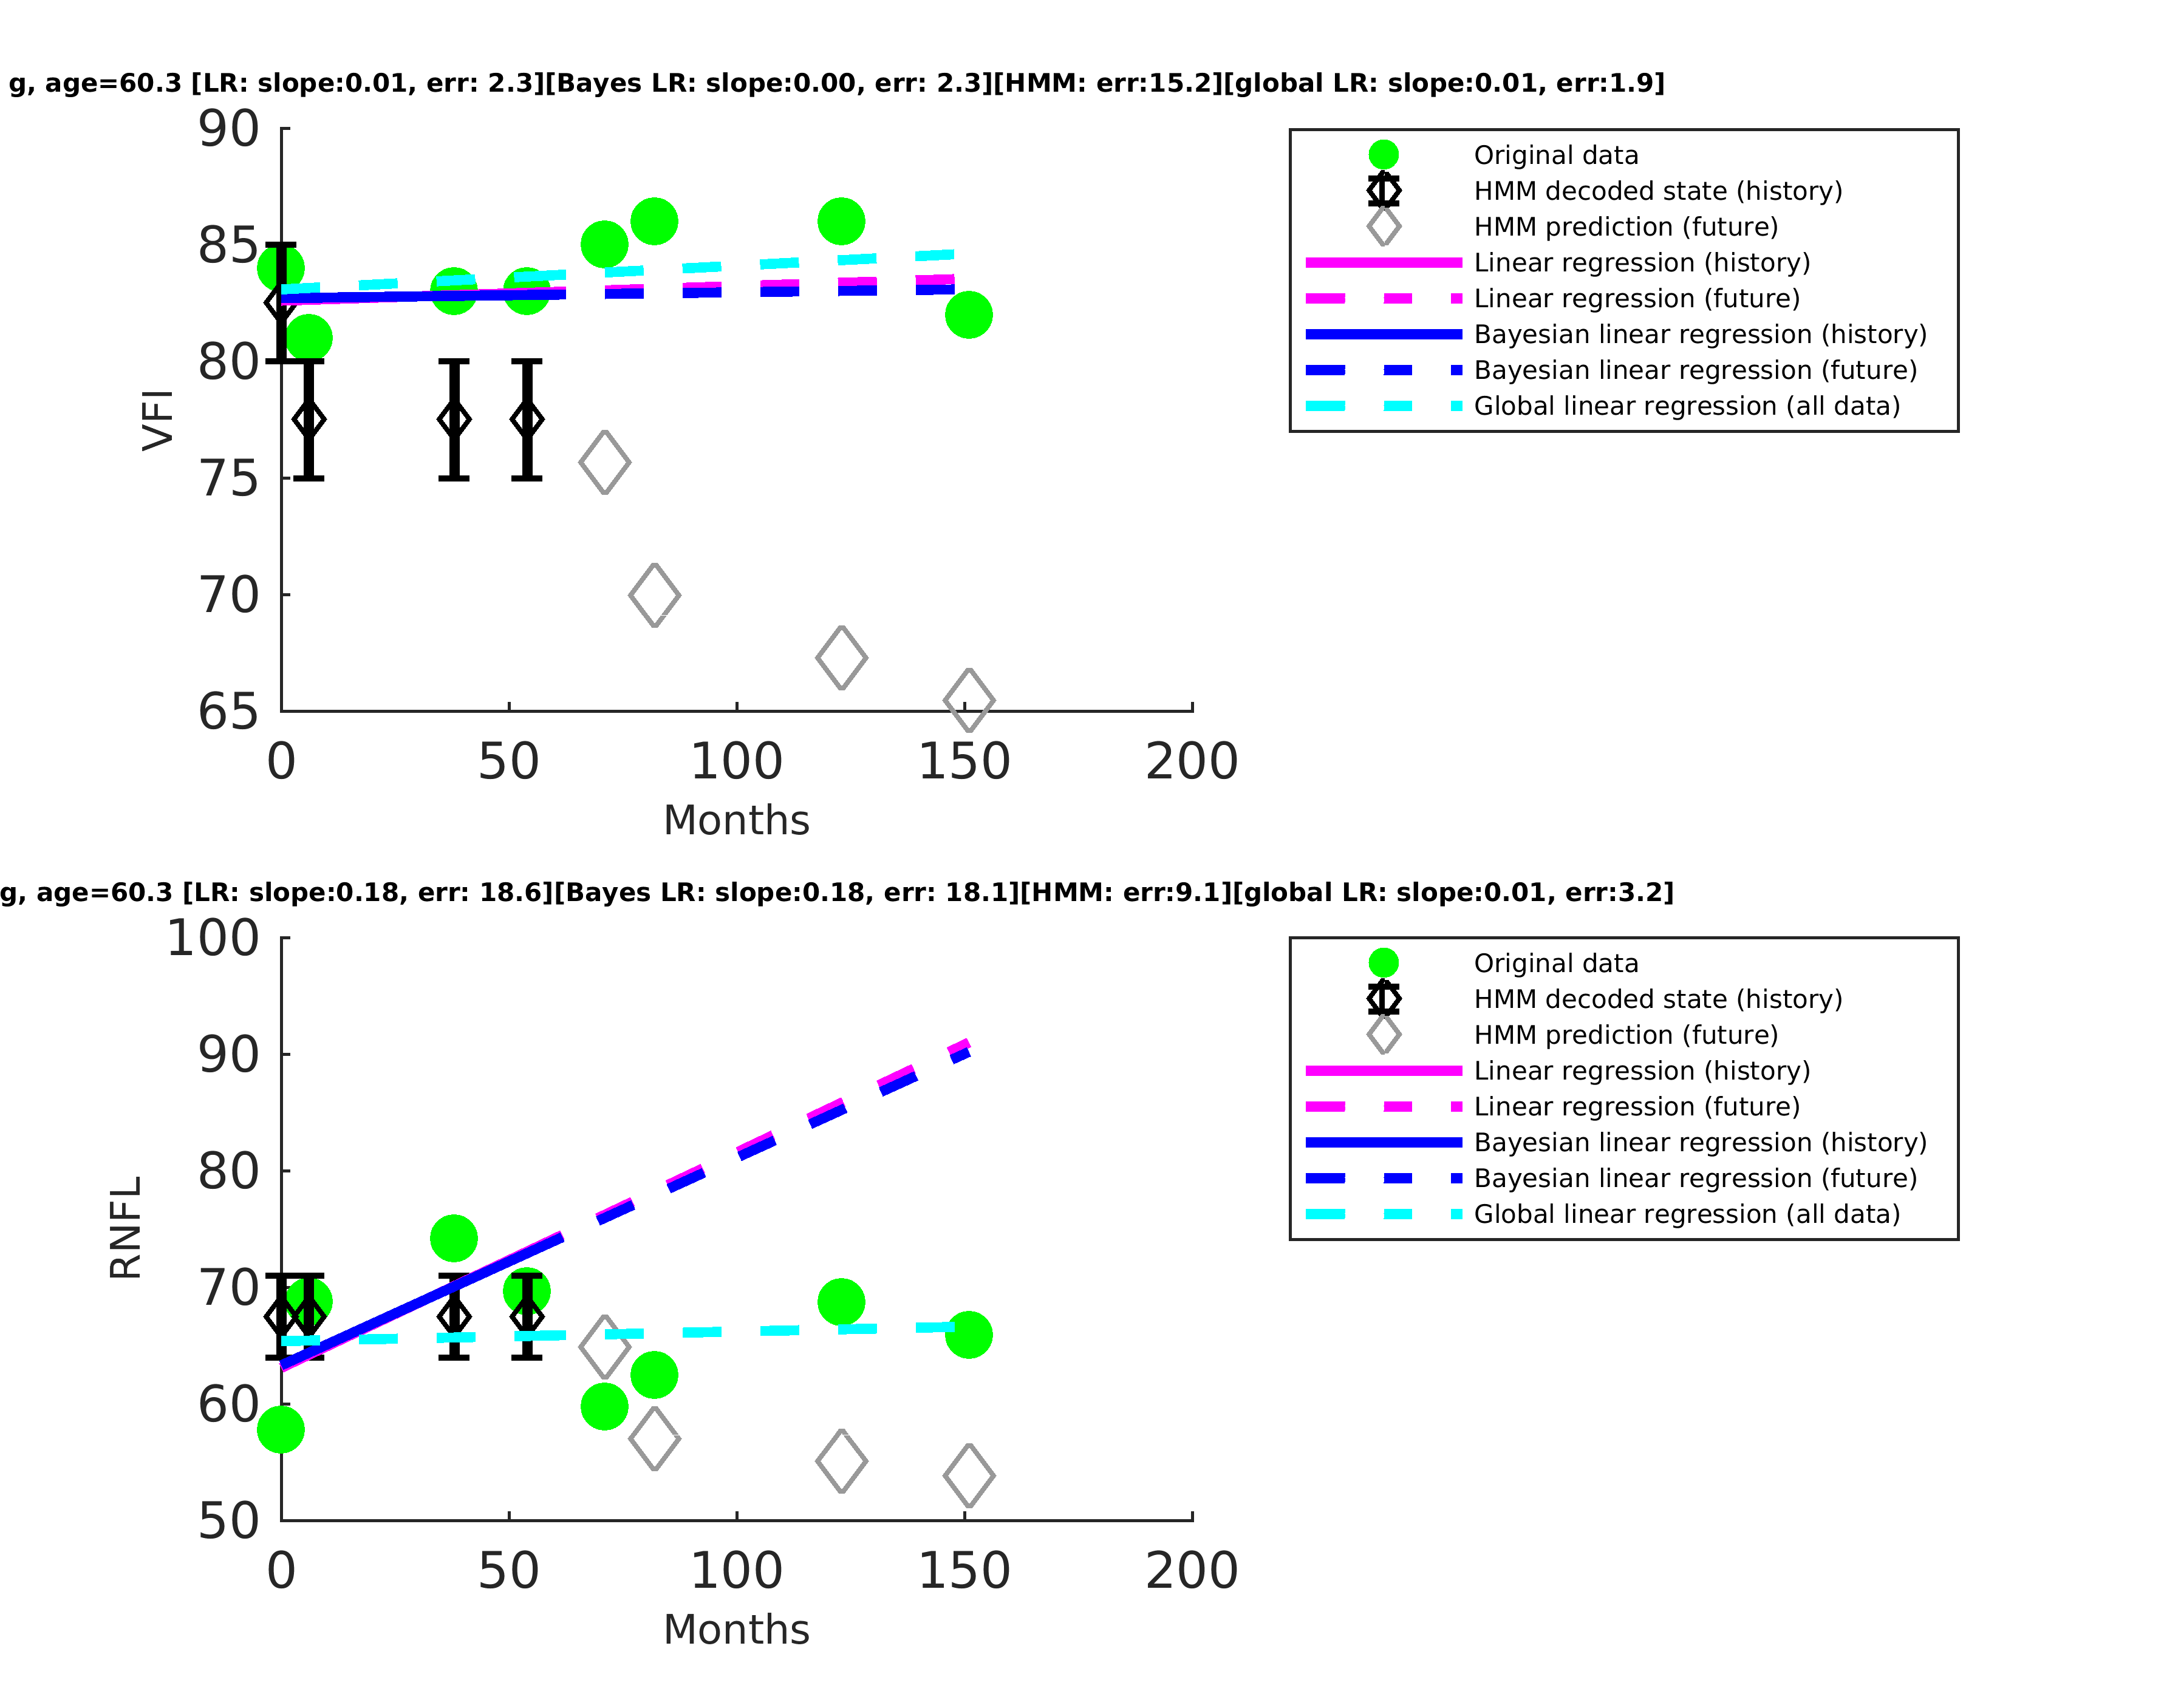 g, age=60.3 [LR: slope:0.01, err: 2.3][Bayes LR: slope:0.00, err: 2.3][HMM: err:15.2][global LR: slope:0.01, err:1.9]
90
85
80
75
70
65
VFI
0 50 100 150 200
Months
Original data
HMM decoded state (history)
HMM prediction (future)
Linear regression (history)
Linear regression (future)
Bayesian linear regression (history)
Bayesian linear regression (future)
Global linear regression (all data)
g, age=60.3 [LR: slope:0.18, err: 18.6][Bayes LR: slope:0.18, err: 18.1][HMM: err:9.1][global LR: slope:0.01, err:3.2]
100
90
80
70
60
50
RNFL
0 50 100 150 200
Months
Original data
HMM decoded state (history)
HMM prediction (future)
Linear regression (history)
Linear regression (future)
Bayesian linear regression (history)
Bayesian linear regression (future)
Global linear regression (all data)